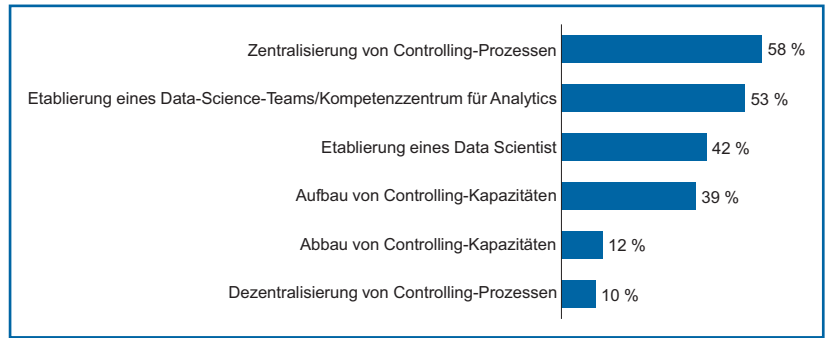 Zentralisierung von Controlling-Prozessen 58 %
Etablierung eines Data-Science-Teams/Kompetenzzentrum für Analytics 53 %
Etablierung eines Data Scientist 42 %
Aufbau von Controlling-Kapazitäten 39 %
Abbau von Controlling-Kapazitäten 12 %
Dezentralisierung von Controlling-Prozessen 10 %